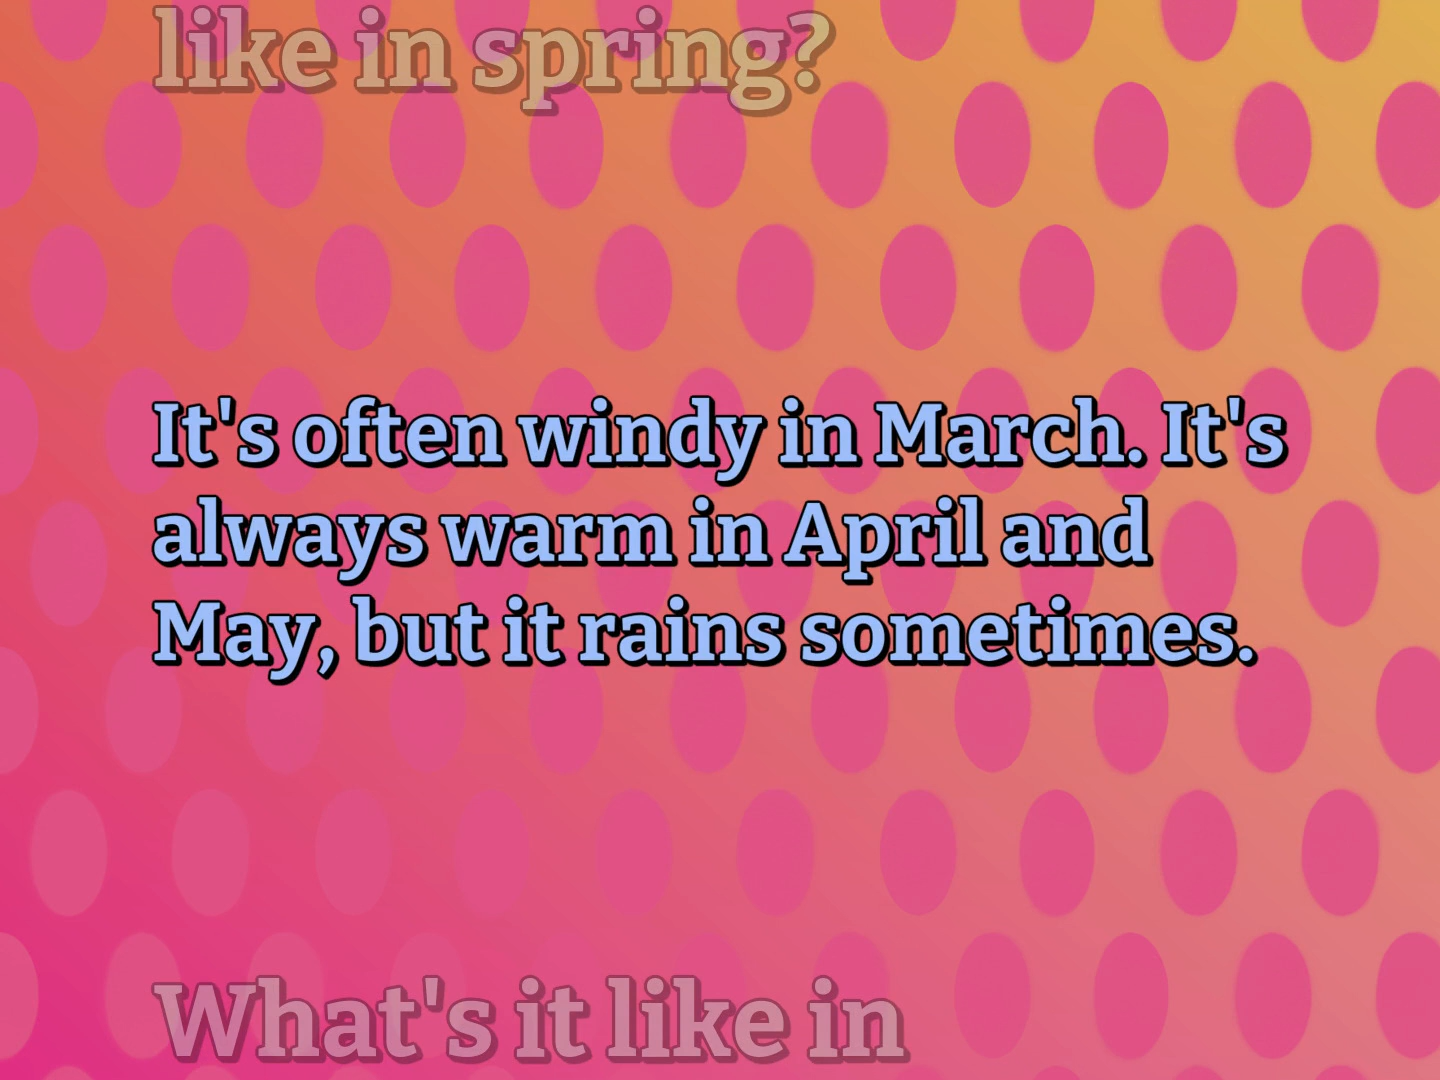 like in spring?
It's often windy in March. It's
always warm in April and
May, but it rains sometimes.
What's it like in